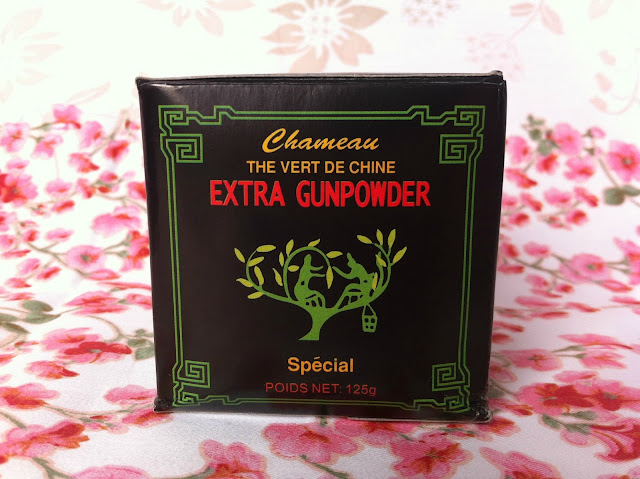 Chameau
THE VERT DE CHINE
EXTRA GUNPOWDER
Spécial
POIDS NET: 125g